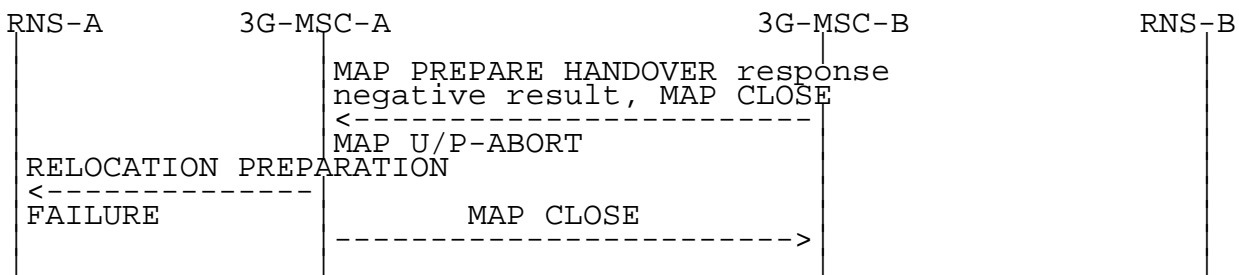 RNS-A 3G-MSC-A 3G-MSC-B RNS-B
MAP PREPARE HANDOVER response
negative result, MAP CLOSE
MAP U/P-ABORT
RELOCATION PREPARATION
FAILURE MAP CLOSE